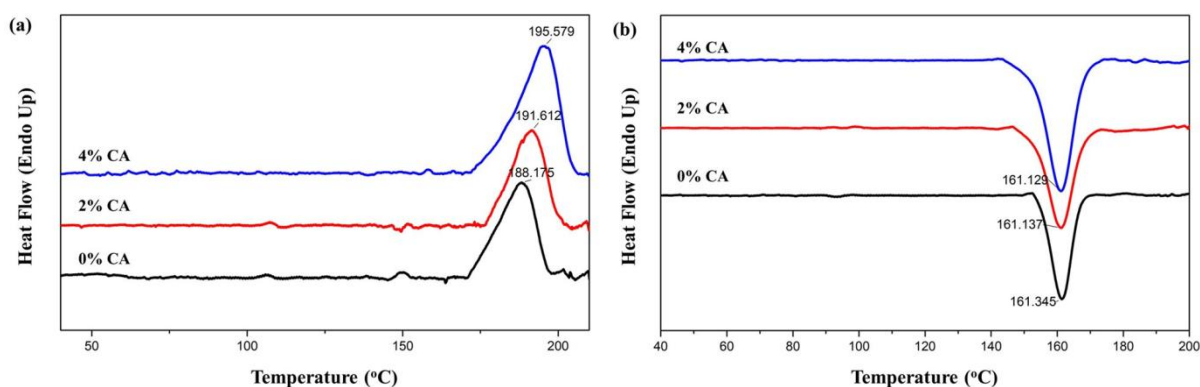 (a)
195.579
191.612
188.175
4% CA
2% CA
0% CA
Heat Flow (Endo Up)
50
100
150
200
Temperature (ºC)
(b)
4% CA
2% CA
0% CA
161.129
161.137
161.345
Heat Flow (Endo Up)
40
60
80
100
120
140
160
180
200
Temperature (ºC)